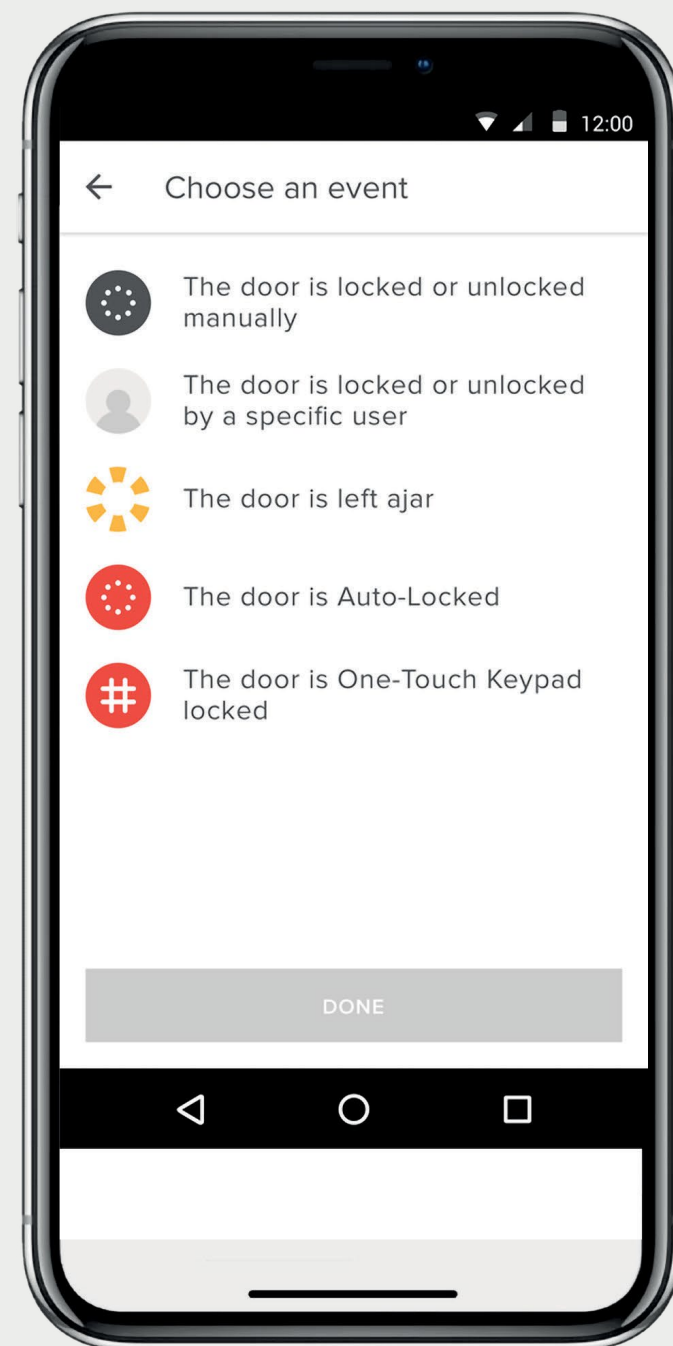 12:00
Choose an event
The door is locked or unlocked
manually
The door is locked or unlocked
by a specific user
The door is left ajar
The door is Auto-Locked
The door is One-Touch Keypad
locked
DONE